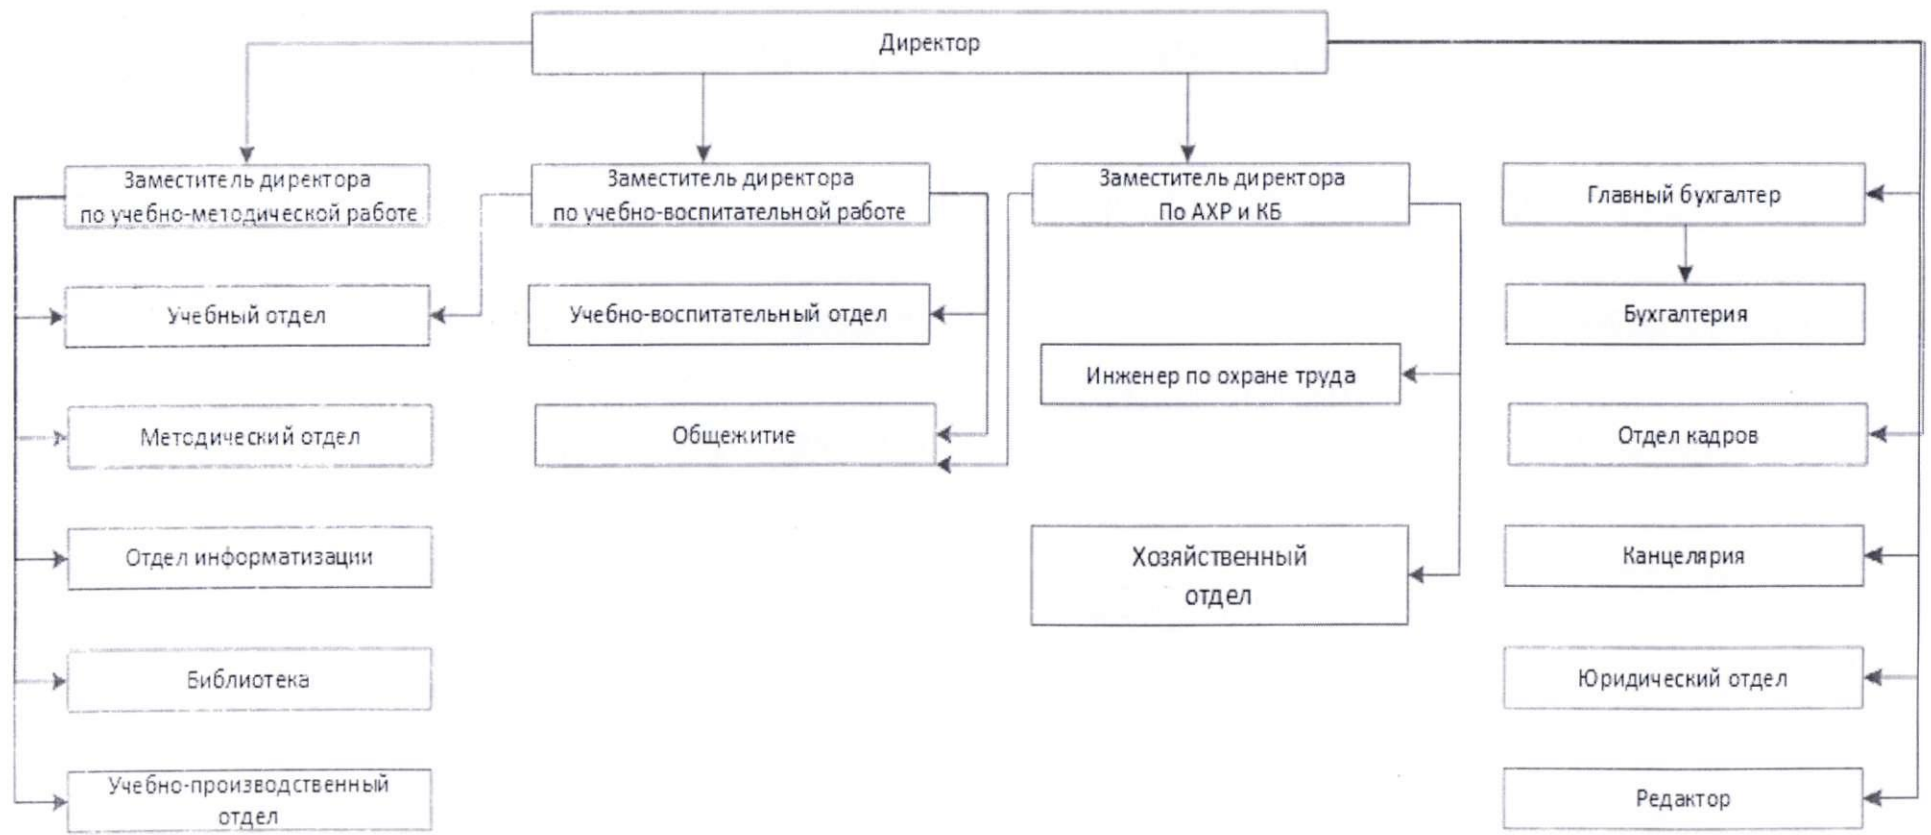 Директор
Заместитель директора
по учебно-методической работе
Учебный отдел
Методический отдел
Отдел информатизации
Библиотека
Учебно-производственный
отдел
Заместитель директора
по учебно-воспитательной работе
Учебно-воспитательный отдел
Общежитие
Заместитель директора
По АХР и КБ
Инженер по охране труда
Хозяйственный
отдел
Главный бухгалтер
Бухгалтерия
Отдел кадров
Канцелярия
Юридический отдел
Редактор